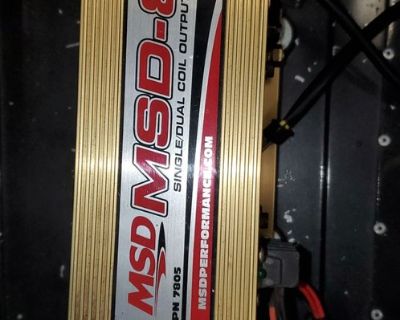 MSD MSD-8
SINGLE/DUAL COIL OUTPUT
PN 7805
MSDPERFORMANCE.COM